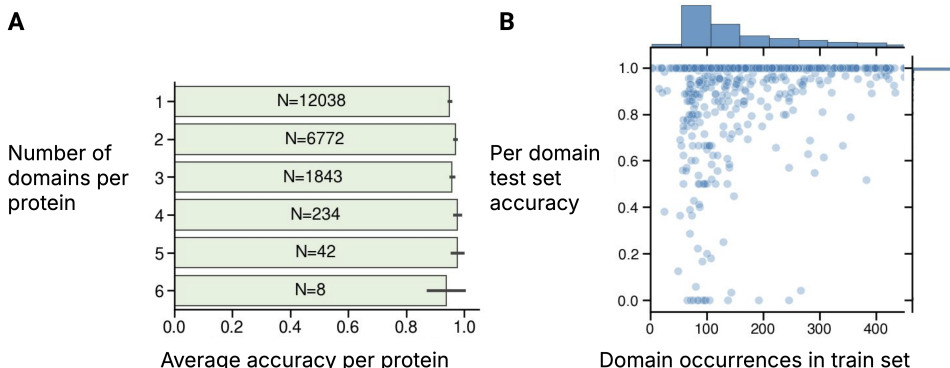 A
Number of
domains per
protein
1
N=12038
2
N=6772
3
N=1843
4
N=234
5
N=42
6
N=8
0.0 0.2 0.4 0.6 0.8 1.0
Average accuracy per protein
B
Per domain
test set
accuracy
1.0
0.8
0.6
0.4
0.2
0.0
0 100 200 300 400
Domain occurrences in train set